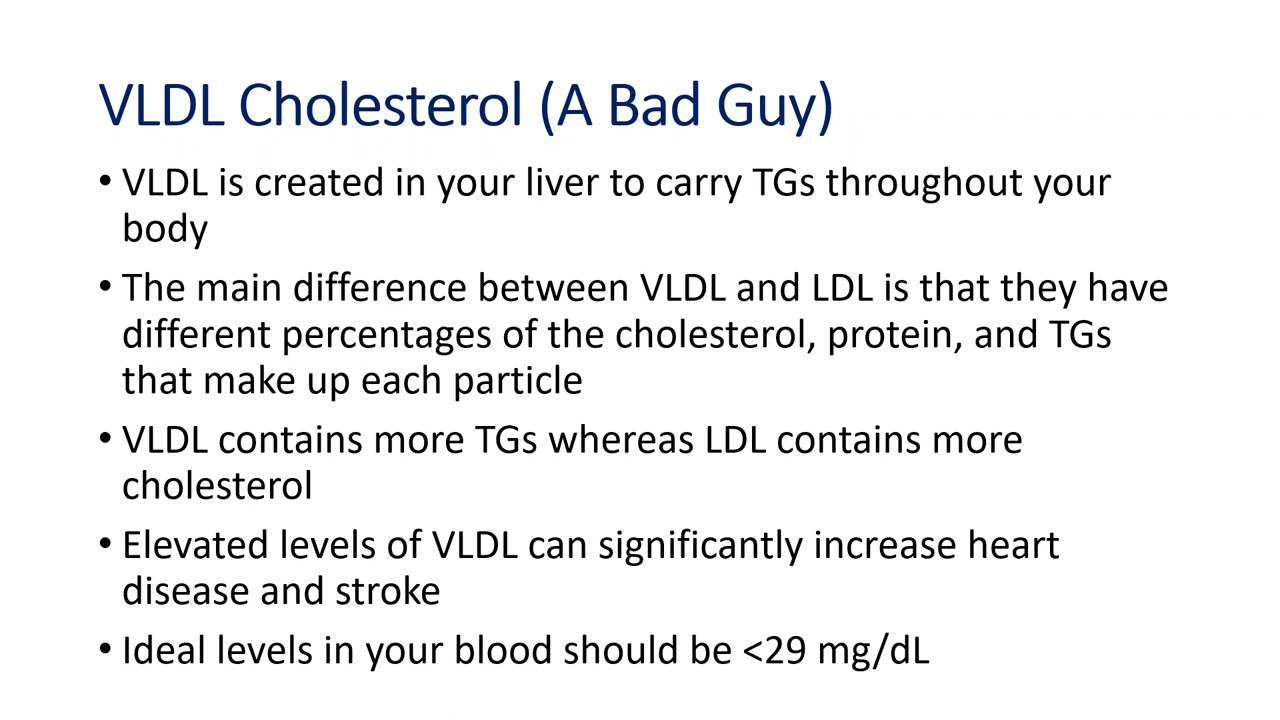 VLDL Cholesterol (A Bad Guy)
• VLDL is created in your liver to carry TGs throughout your
body
• The main difference between VLDL and LDL is that they have
different percentages of the cholesterol, protein, and TGs
that make up each particle
• VLDL contains more TGs whereas LDL contains more
cholesterol
• Elevated levels of VLDL can significantly increase heart
disease and stroke
• Ideal levels in your blood should be <29 mg/dL